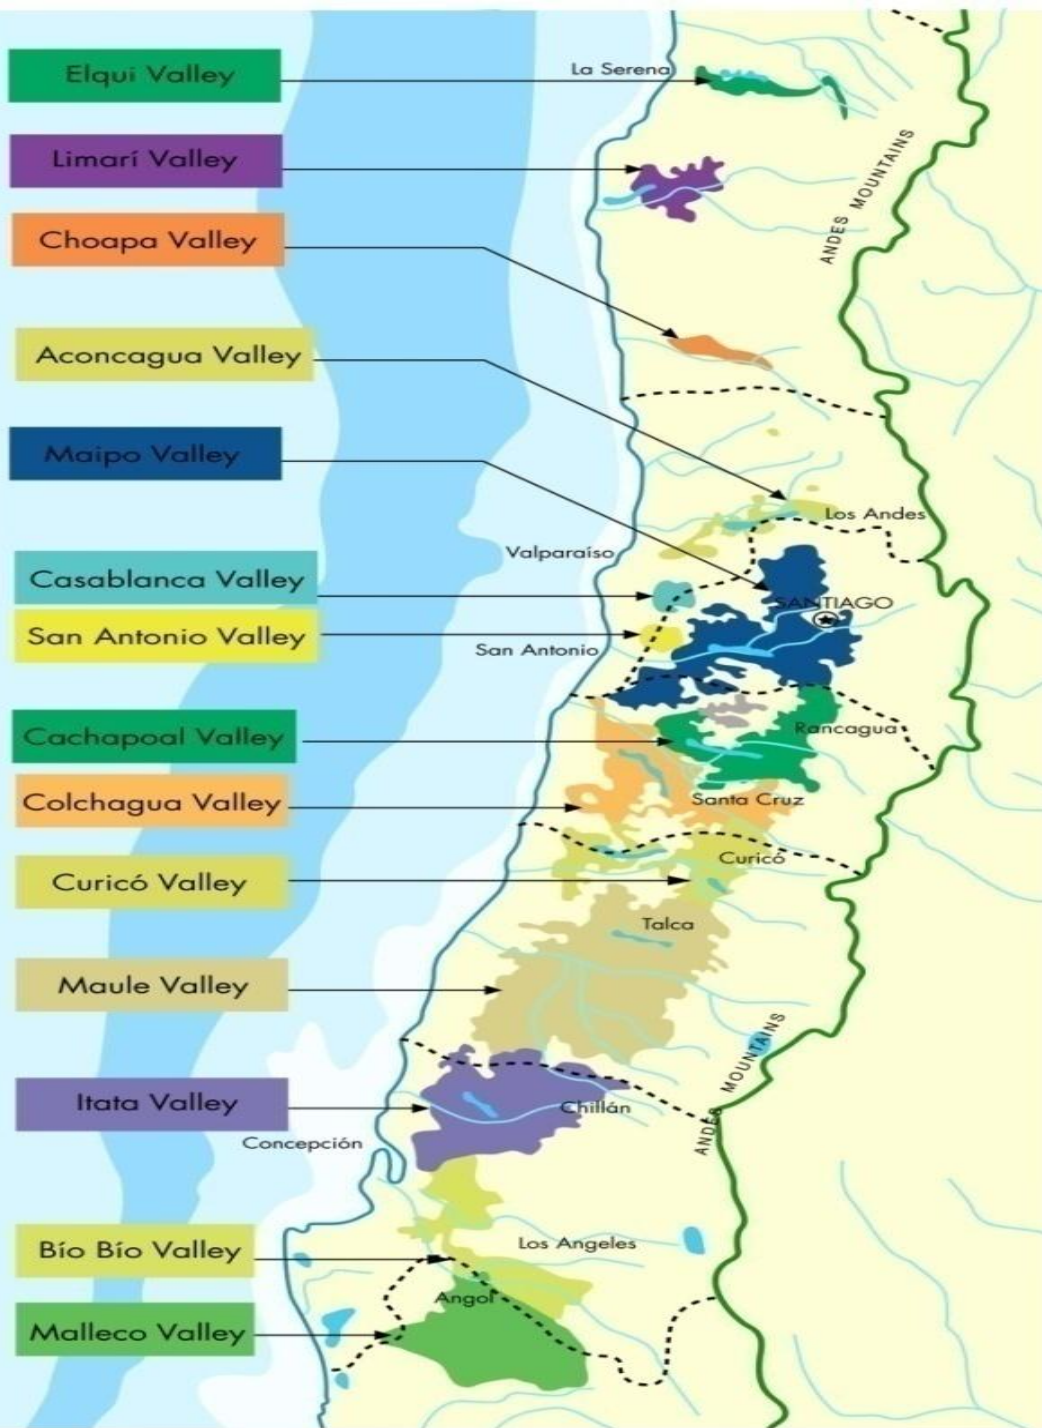 Elqui Valley
La Serena
Limarí Valley
ANDES MOUNTAINS
Choapa Valley
Aconcagua Valley
Maipo Valley
Los Andes
Valparaíso
Casablanca Valley
SANTIAGO
San Antonio Valley
San Antonio
Cachapoal Valley
Rancagua
Colchagua Valley
Santa Cruz
Curicó Valley
Curicó
Talca
Maule Valley
ANDES MOUNTAINS
Itata Valley
Chillán
Concepción
Bío Bío Valley
Los Angeles
Angol
Malleco Valley